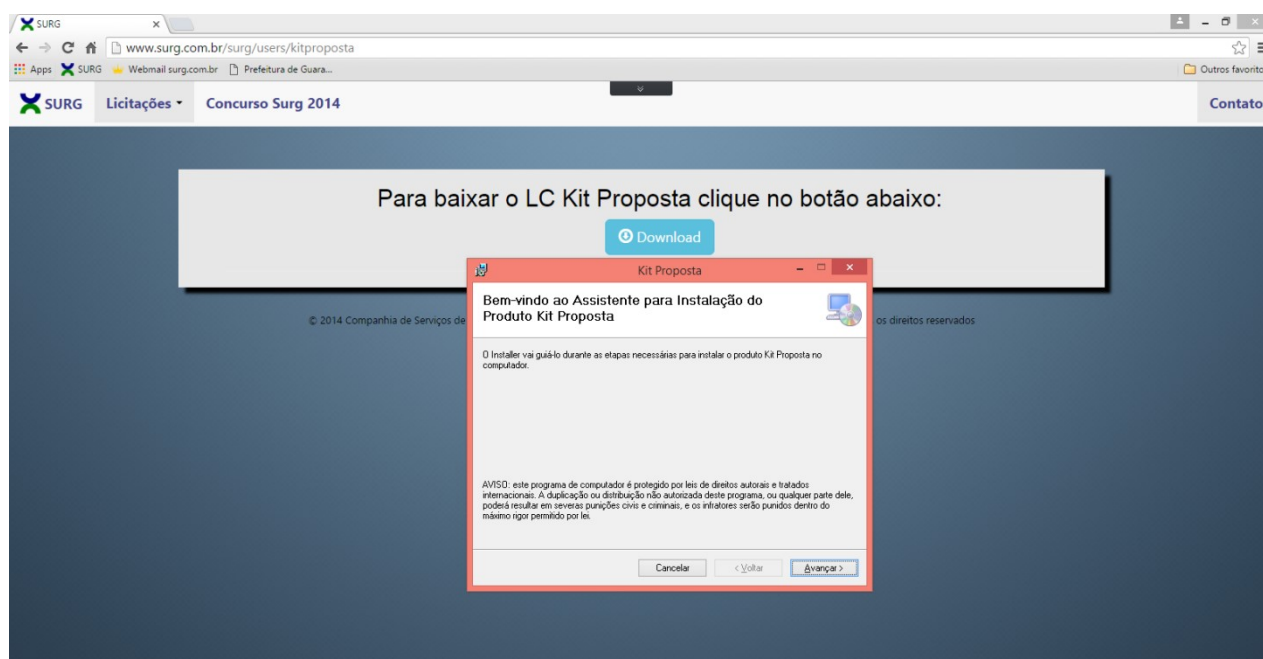 SURG
www.surg.com.br/surg/users/kitproposta
Apps SURG Webmail surg.com.br Prefeitura de Guara... Outros favorito
SURG Licitações Concurso Surg 2014 Contato
Para baixar o LC Kit Proposta clique no botão abaixo:
Download
Kit Proposta
Bem-vindo ao Assistente para Instalação do
Produto Kit Proposta
© 2014 Companhia de Serviços de os direitos reservados
O Installer vai guiá-lo durante as etapas necessárias para instalar o produto Kit Proposta no
computador.
AVISO: este programa de computador é protegido por leis de direitos autorais e tratados
internacionais. A duplicação ou distribuição não autorizada deste programa, ou qualquer parte dele,
poderá resultar em severas punições civis e criminais, e os infratores serão punidos dentro do
máximo rigor permitido por lei.
Cancelar < Voltar Avançar >